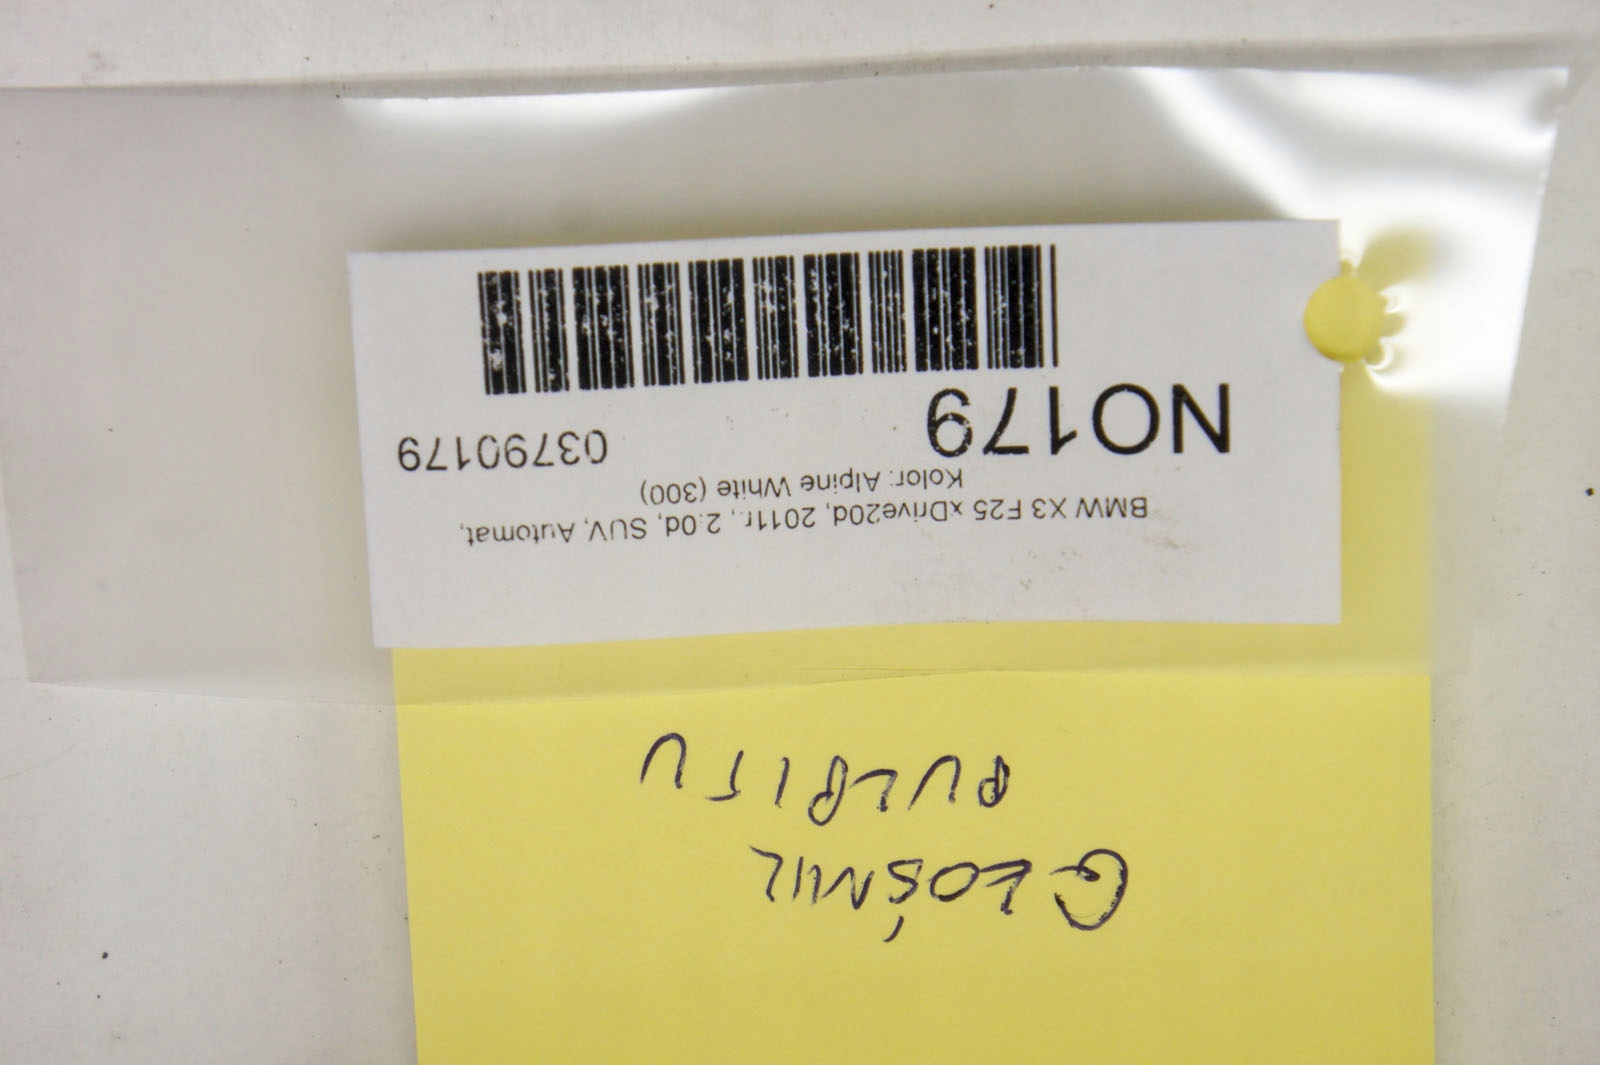 GŁOŚNIK
PULPITU
BMW X3 F25 xDrive20d, 2011r., 2.0d, SUV, Automat,
Kolor: Alpine White (300)
NO179 03790179